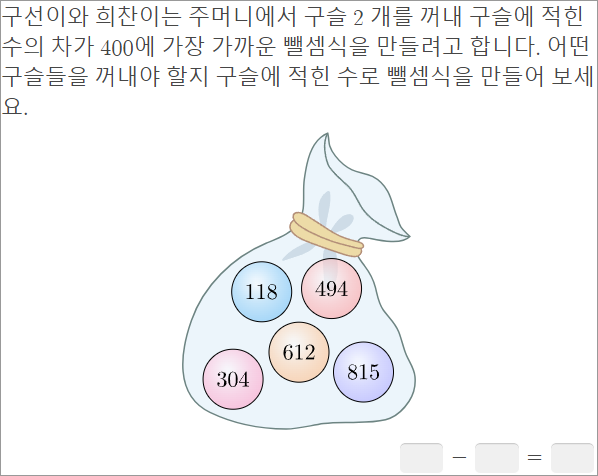 구선이와 희찬이는 주머니에서 구슬 2 개를 꺼내 구슬에 적힌
수의 차가 400에 가장 가까운 뺄셈식을 만들려고 합니다. 어떤
구슬들을 꺼내야 할지 구슬에 적힌 수로 뺄셈식을 만들어 보세
요.
118
494
612
304
815
− =